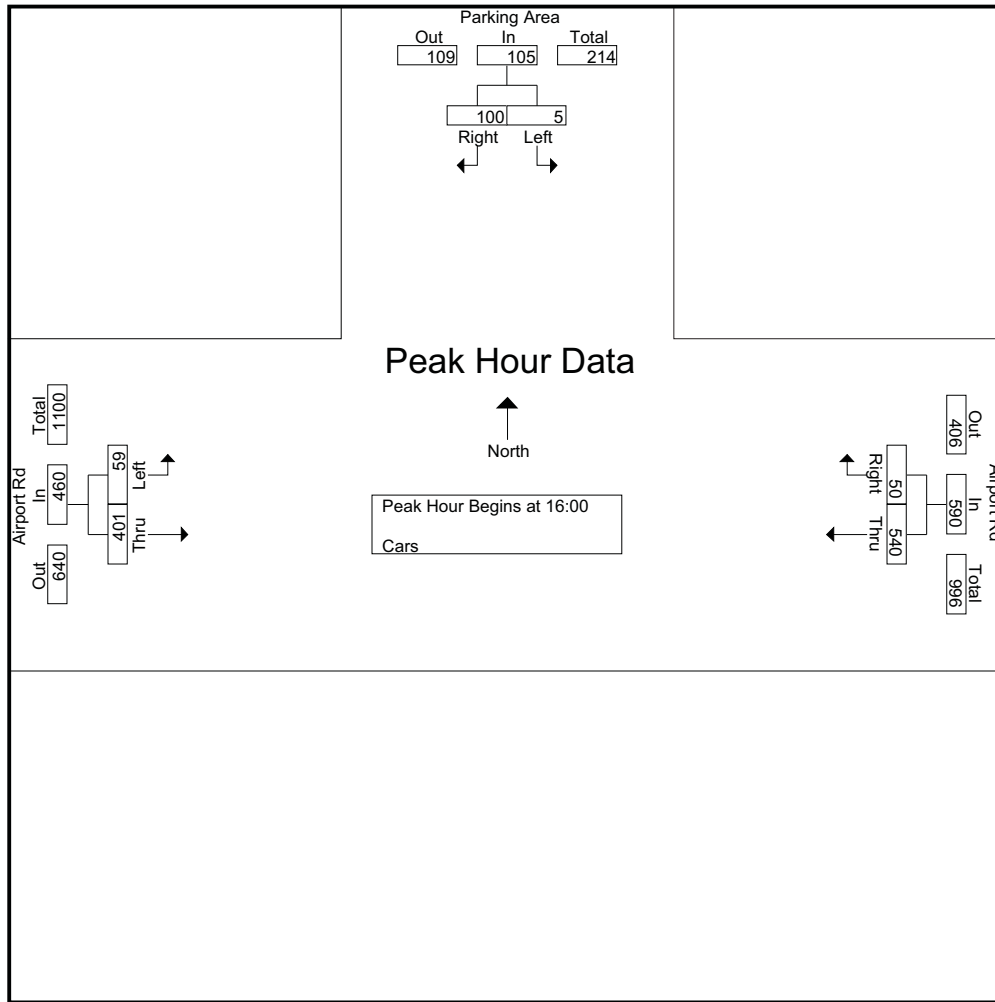 Parking Area
Out In Total
109 105 214
100 5
Right Left
Peak Hour Data
North
Peak Hour Begins at 16:00
Cars
Airport Rd
Out In Total
640 460 1100
Left 59
Thru 401
Airport Rd
Out In Total
406 590 996
Right 50
Thru 540